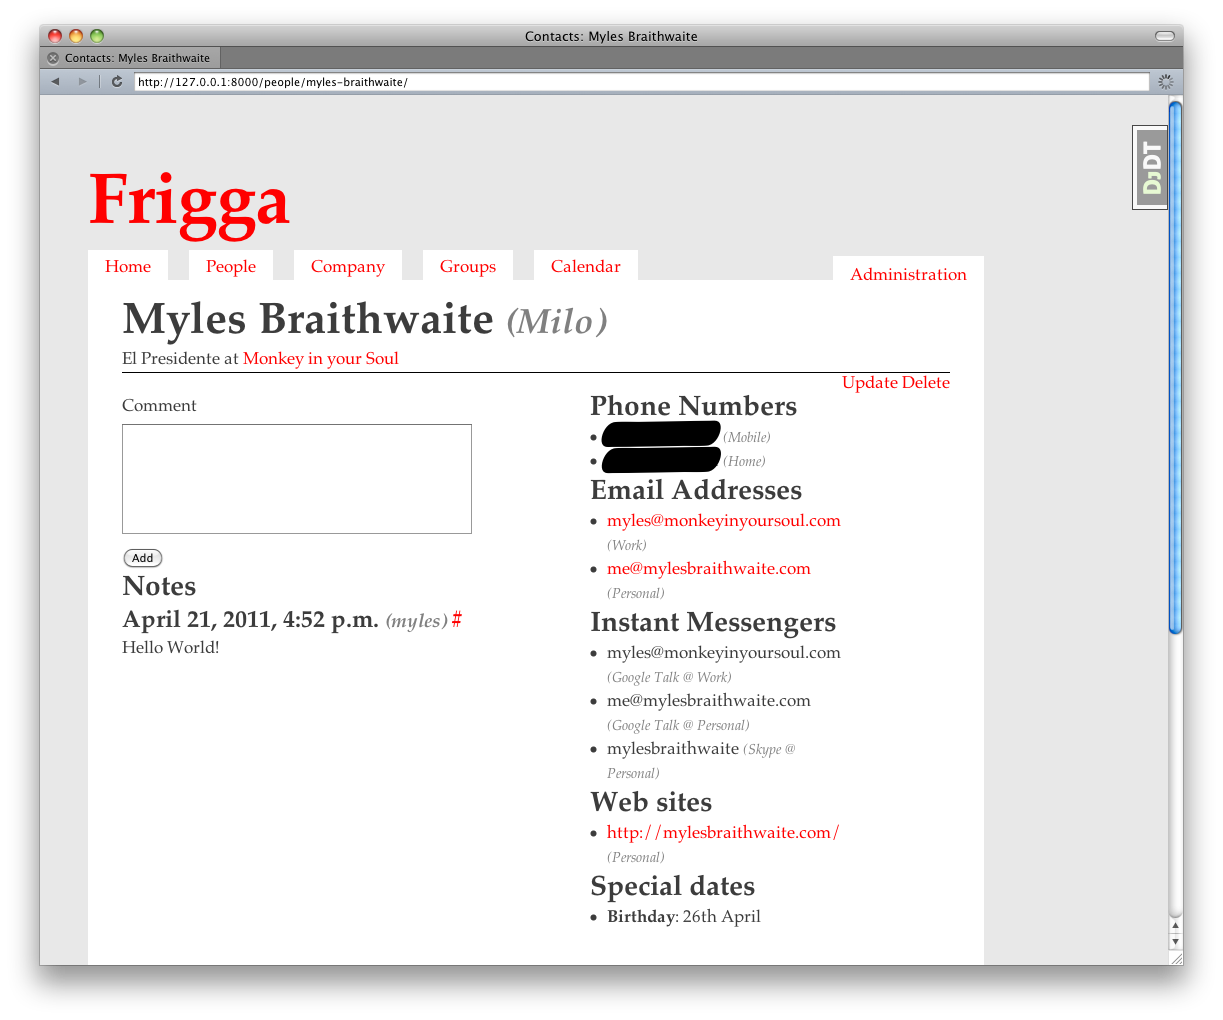 Contacts: Myles Braithwaite
Contacts: Myles Braithwaite
http://127.0.0.1:8000/people/myles-braithwaite/
DjDT
Frigga
Home People Company Groups Calendar Administration
Myles Braithwaite (Milo)
El Presidente at Monkey in your Soul
Update Delete
Comment
Add
Notes
April 21, 2011, 4:52 p.m. (myles) #
Hello World!
Phone Numbers
• (Mobile)
• (Home)
Email Addresses
• myles@monkeyinyoursoul.com
(Work)
• me@mylesbraithwaite.com
(Personal)
Instant Messengers
• myles@monkeyinyoursoul.com
(Google Talk @ Work)
• me@mylesbraithwaite.com
(Google Talk @ Personal)
• mylesbraithwaite (Skype @
Personal)
Web sites
• http://mylesbraithwaite.com/
(Personal)
Special dates
• Birthday: 26th April